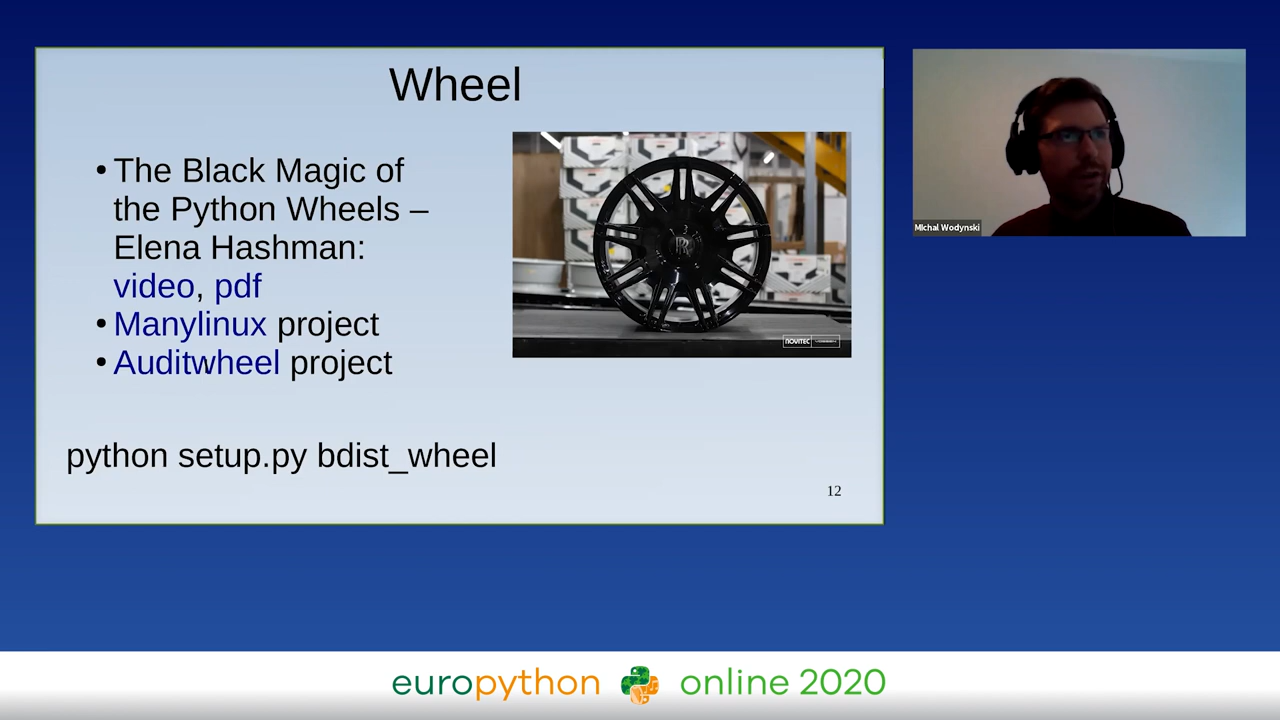 Wheel
• The Black Magic of
the Python Wheels –
Elena Hashman:
video, pdf
• Manylinux project
• Auditwheel project
python setup.py bdist_wheel
12
NOVITEC
Michal Wodynski
europython online 2020